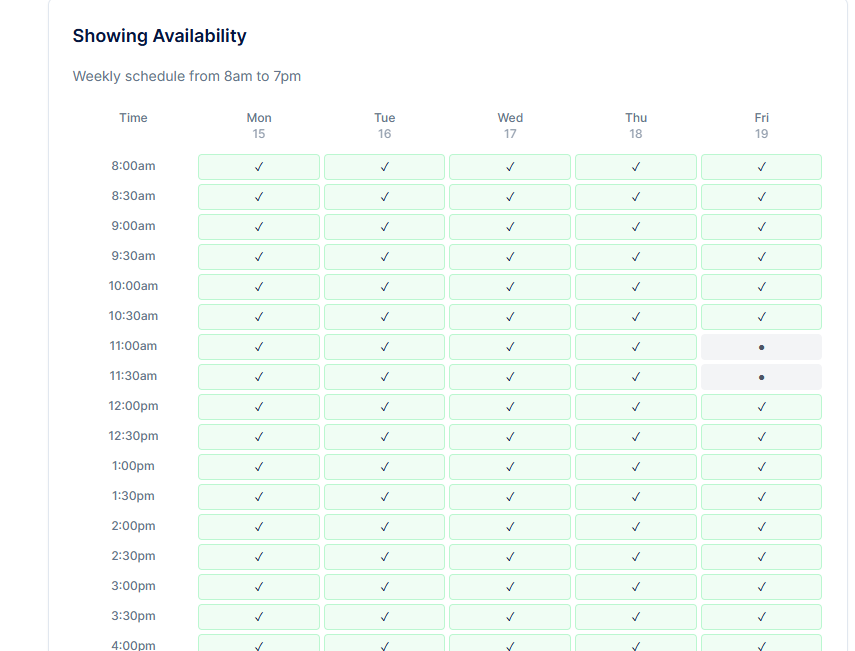 Showing Availability
Weekly schedule from 8am to 7pm
Time Mon Tue Wed Thu Fri
15 16 17 18 19
8:00am ✓ ✓ ✓ ✓ ✓
8:30am ✓ ✓ ✓ ✓ ✓
9:00am ✓ ✓ ✓ ✓ ✓
9:30am ✓ ✓ ✓ ✓ ✓
10:00am ✓ ✓ ✓ ✓ ✓
10:30am ✓ ✓ ✓ ✓ ✓
11:00am ✓ ✓ ✓ ✓ •
11:30am ✓ ✓ ✓ ✓ •
12:00pm ✓ ✓ ✓ ✓ ✓
12:30pm ✓ ✓ ✓ ✓ ✓
1:00pm ✓ ✓ ✓ ✓ ✓
1:30pm ✓ ✓ ✓ ✓ ✓
2:00pm ✓ ✓ ✓ ✓ ✓
2:30pm ✓ ✓ ✓ ✓ ✓
3:00pm ✓ ✓ ✓ ✓ ✓
3:30pm ✓ ✓ ✓ ✓ ✓
4:00pm ✓ ✓ ✓ ✓ ✓